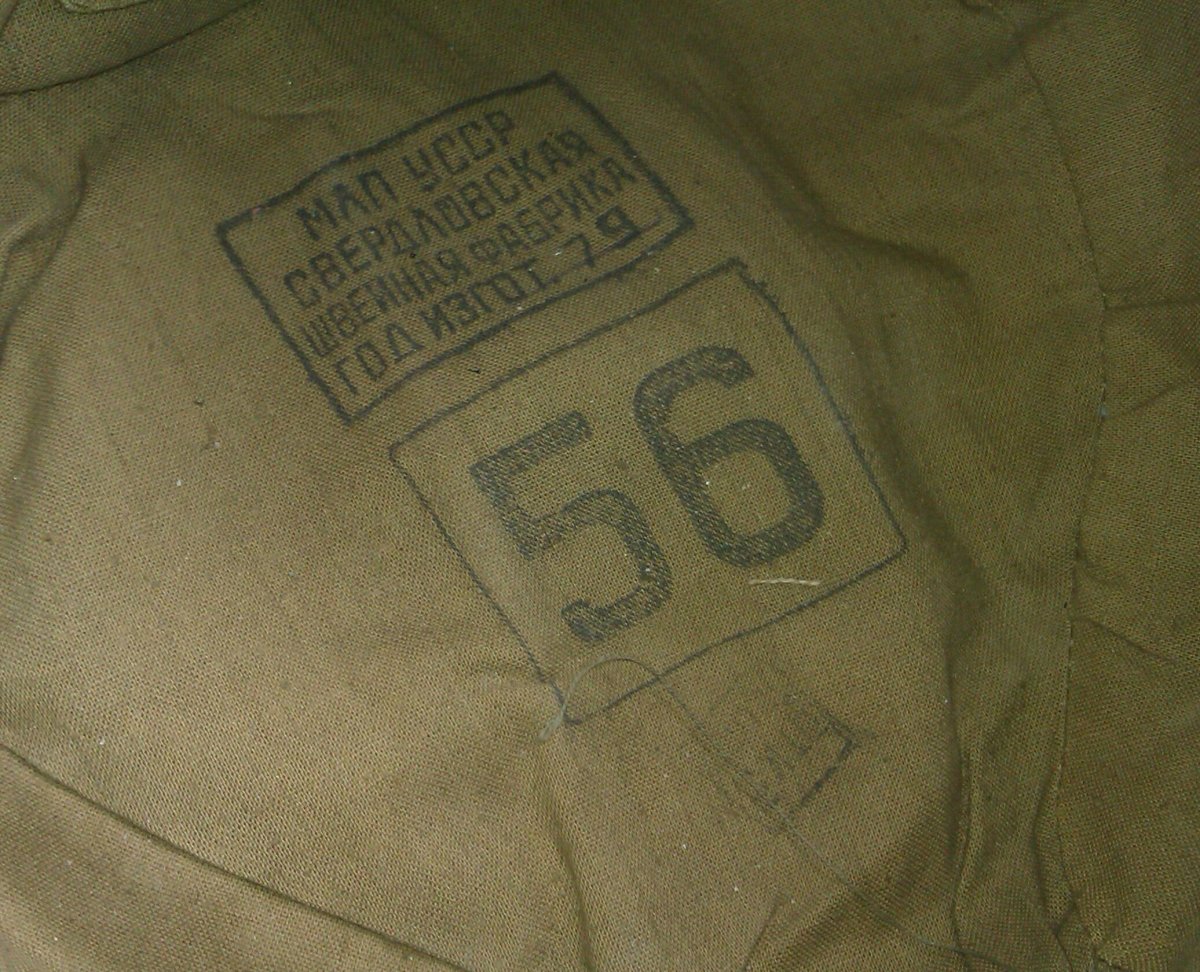 МЛП УССР
СВЕРДЛОВСКАЯ
ШВЕЙНАЯ ФАБРИКА
ГОД ИЗГОТ. 79
56